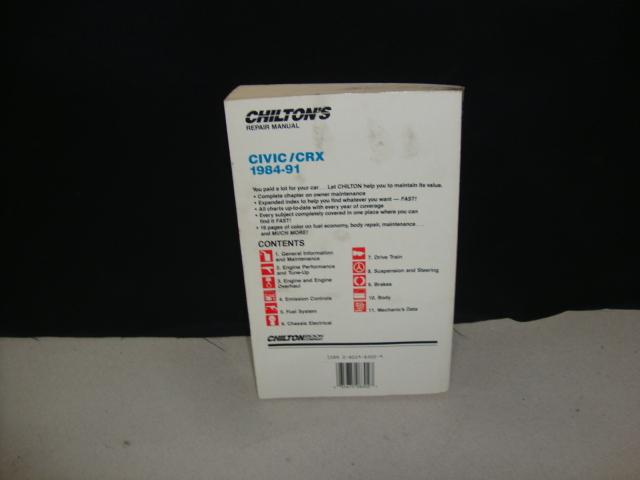 CHILTON'S
REPAIR MANUAL
CIVIC/CRX
1984-91
You paid a lot for your car... Let CHILTON help you to maintain its value.
• Complete chapter on owner maintenance
• Expanded index to help you find whatever you want — FAST!
• All charts up-to-date with every year of coverage
• Every subject completely covered in one place where you can
find it FAST!
• 16 pages of color on fuel economy, body repair, maintenance...
and MUCH MORE!
CONTENTS
1. General Information
and Maintenance
2. Engine Performance
and Tune-Up
3. Engine and Engine
Overhaul
4. Emission Controls
5. Fuel System
6. Chassis Electrical
7. Drive Train
8. Suspension and Steering
9. Brakes
10. Body
11. Mechanic's Data
CHILTON BOOK
ISBN